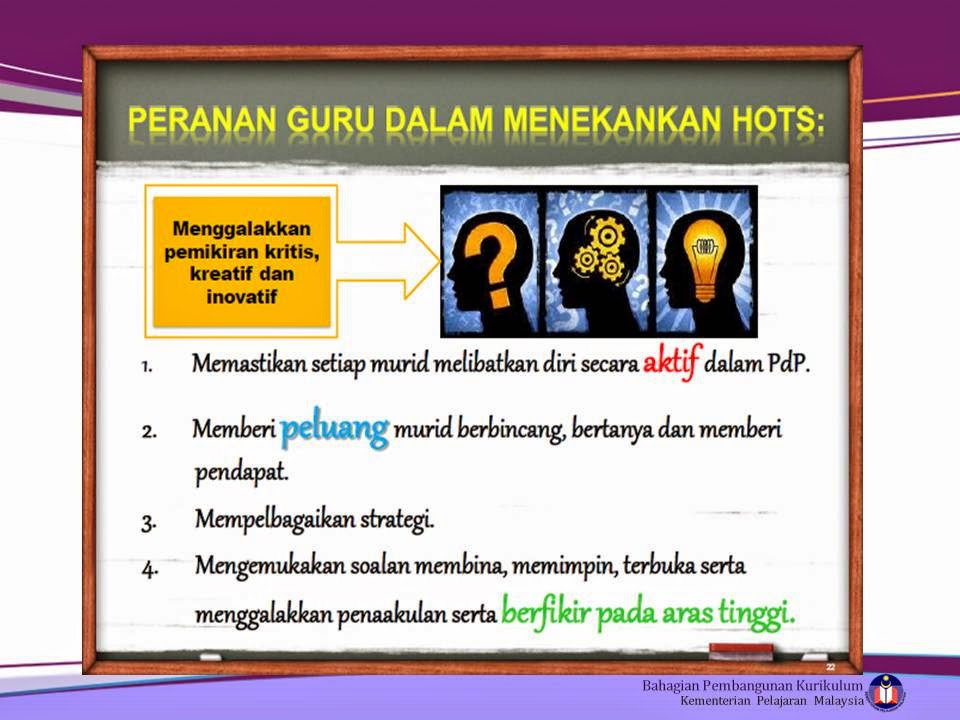 PERANAN GURU DALAM MENEKANKAN HOTS:
Menggalakkan
pemikiran kritis,
kreatif dan
inovatif
1. Memastikan setiap murid melibatkan diri secara aktif dalam PdP.
2. Memberi peluang murid berbincang, bertanya dan memberi
pendapat.
3. Mempelbagaikan strategi.
4. Mengemukakan soalan membina, memimpin, terbuka serta
menggalakkan penaakulan serta berfikir pada aras tinggi.
22
Bahagian Pembangunan Kurikulum
Kementerian Pelajaran Malaysia